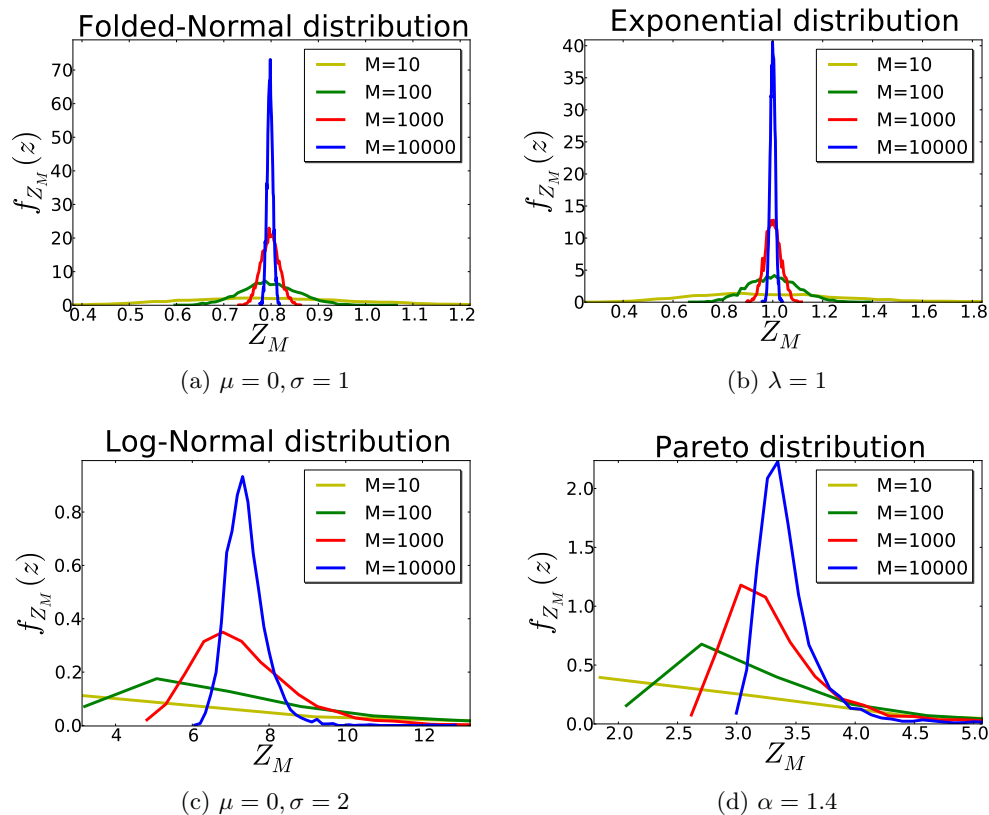 Folded-Normal distribution
f_{Z_M}(z)
70
60
50
40
30
20
10
0
M=10
M=100
M=1000
M=10000
0.4 0.5 0.6 0.7 0.8 0.9 1.0 1.1 1.2
Z_M
(a) μ = 0, σ = 1
Exponential distribution
f_{Z_M}(z)
40
35
30
25
20
15
10
5
0
M=10
M=100
M=1000
M=10000
0.4 0.6 0.8 1.0 1.2 1.4 1.6 1.8
Z_M
(b) λ = 1
Log-Normal distribution
f_{Z_M}(z)
0.8
0.6
0.4
0.2
0.0
M=10
M=100
M=1000
M=10000
4 6 8 10 12
Z_M
(c) μ = 0, σ = 2
Pareto distribution
f_{Z_M}(z)
2.0
1.5
1.0
0.5
0.0
M=10
M=100
M=1000
M=10000
2.0 2.5 3.0 3.5 4.0 4.5 5.0
Z_M
(d) α = 1.4